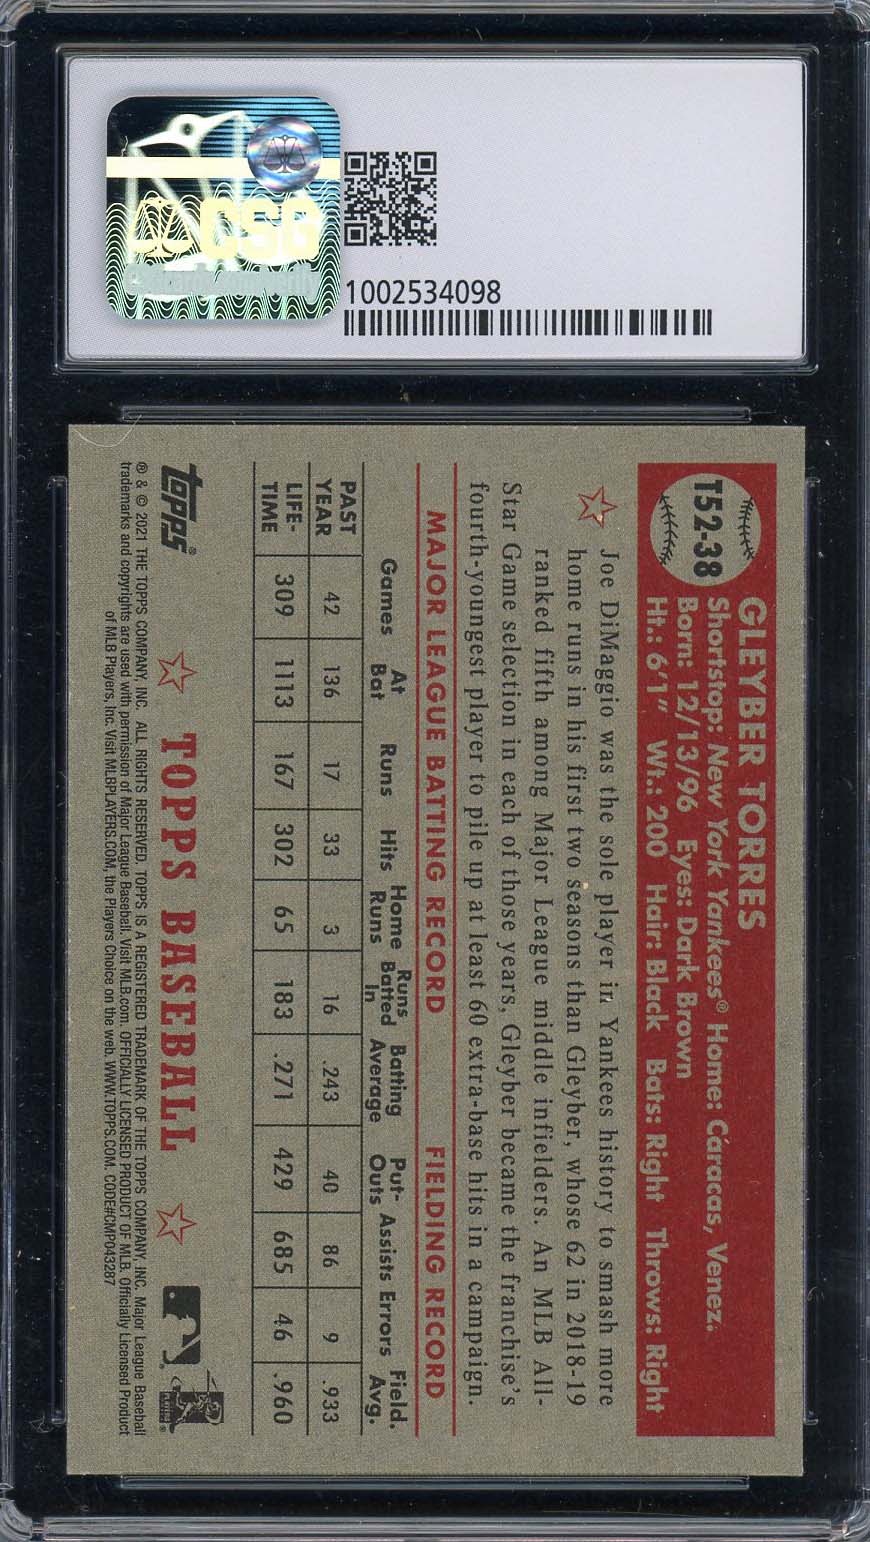 CSG
1002534098
T52-38
GLEYBER TORRES
Shortstop: New York Yankees® Home: Caracas, Venez.
Born: 12/13/96 Eyes: Dark Brown
Ht.: 6'1" Wt.: 200 Hair: Black Bats: Right Throws: Right
Joe DiMaggio was the sole player in Yankees history to smash more
home runs in his first two seasons than Gleyber, whose 62 in 2018-19
ranked fifth among Major League middle infielders. An MLB All-
Star Game selection in each of those years, Gleyber became the franchise's
fourth-youngest player to pile up at least 60 extra-base hits in a campaign.
MAJOR LEAGUE BATTING RECORD FIELDING RECORD
Games At Bat Runs Hits Home Runs Runs Batted In Batting Average Put-Outs Assists Errors Field. Avg.
PAST YEAR 42 136 17 33 3 16 .243 40 86 9 .933
LIFE-TIME 309 1113 167 302 65 183 .271 429 685 46 .960
topps® TOPPS BASEBALL
® & © 2021 THE TOPPS COMPANY, INC. ALL RIGHTS RESERVED. TOPPS IS A REGISTERED TRADEMARK OF THE TOPPS COMPANY, INC. Major League Baseball
trademarks and copyrights are used with permission of Major League Baseball. Visit MLB.com. OFFICIALLY LICENSED PRODUCT OF MLB. Officially Licensed Product
of MLB Players, Inc. Visit MLBPLAYERS.COM, the Players Choice on the web. WWW.TOPPS.COM. CODE#CMP043287